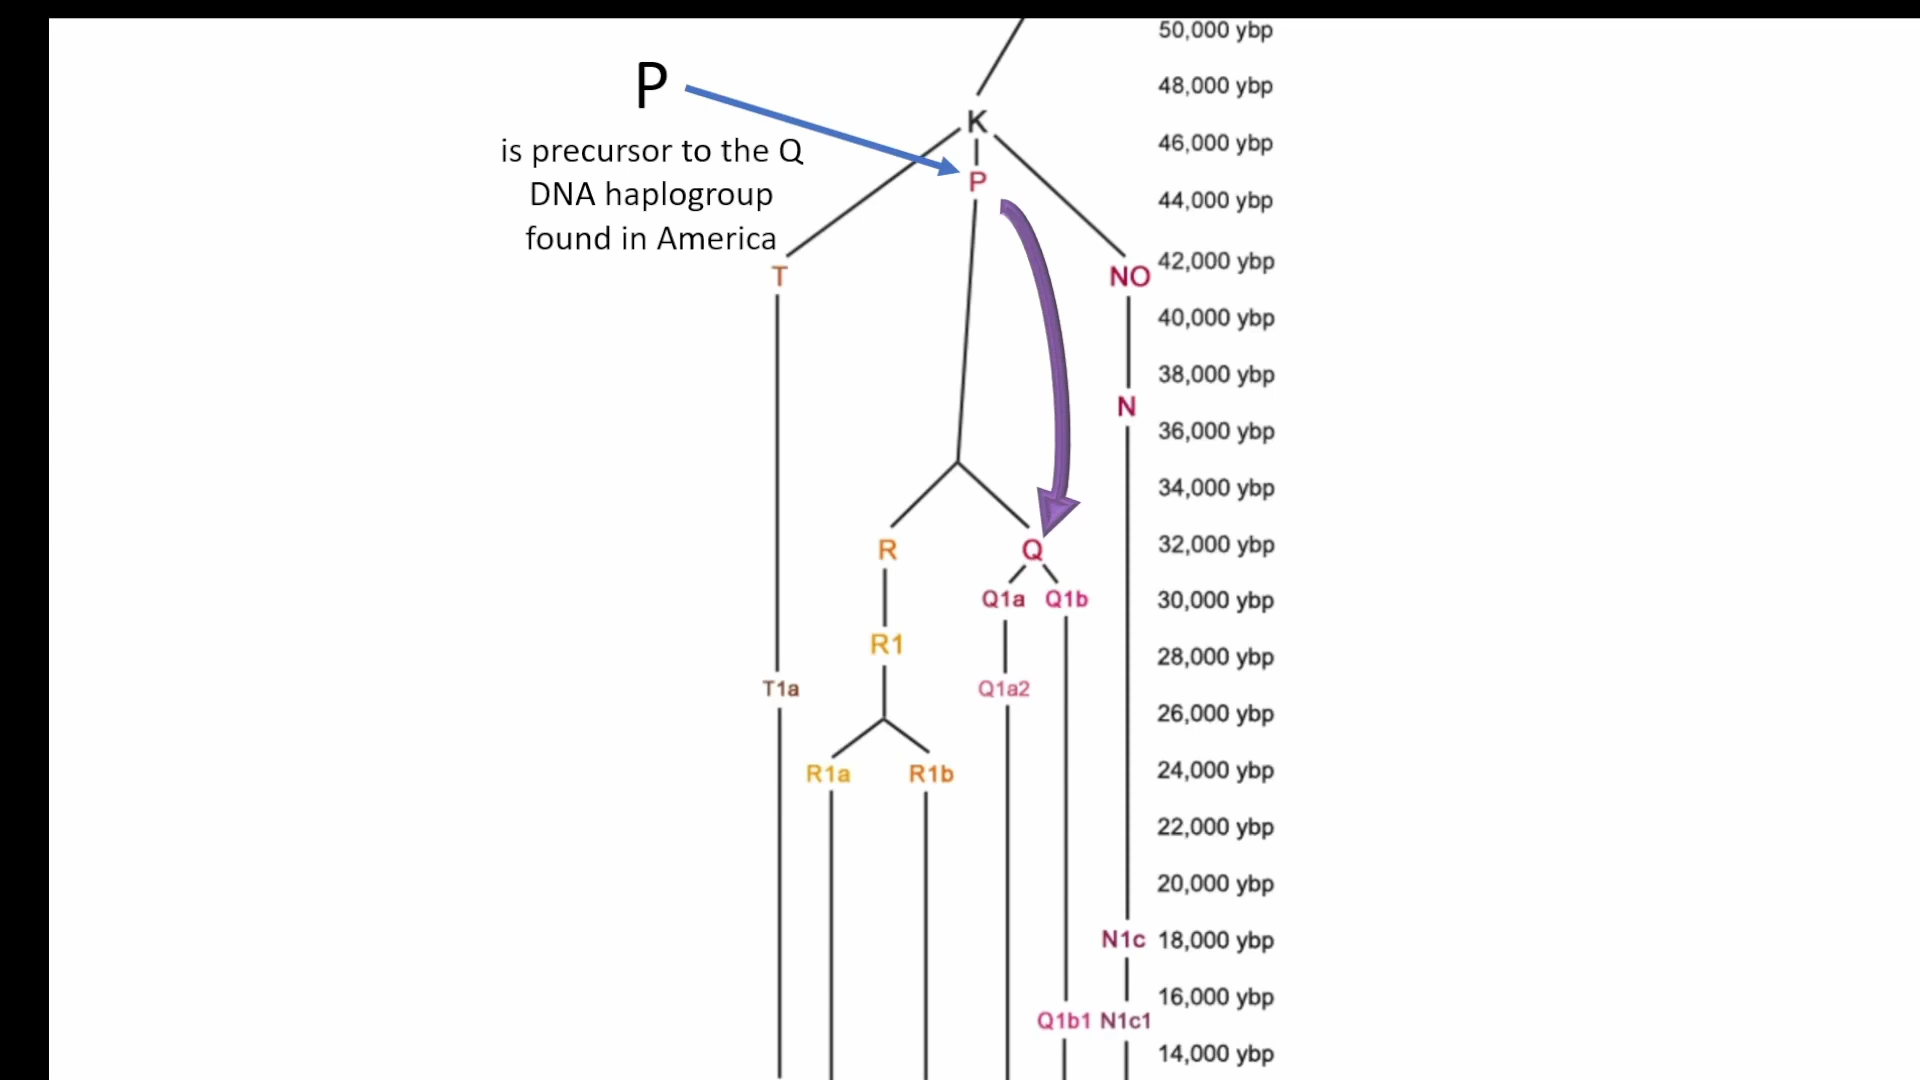 50,000 ybp
P
48,000 ybp
K
is precursor to the Q
46,000 ybp
DNA haplogroup
P
44,000 ybp
found in America
T
NO
42,000 ybp
40,000 ybp
38,000 ybp
N
36,000 ybp
34,000 ybp
R
Q
32,000 ybp
Q1a
Q1b
30,000 ybp
R1
28,000 ybp
T1a
Q1a2
26,000 ybp
R1a
R1b
24,000 ybp
22,000 ybp
20,000 ybp
N1c
18,000 ybp
16,000 ybp
Q1b1
N1c1
14,000 ybp